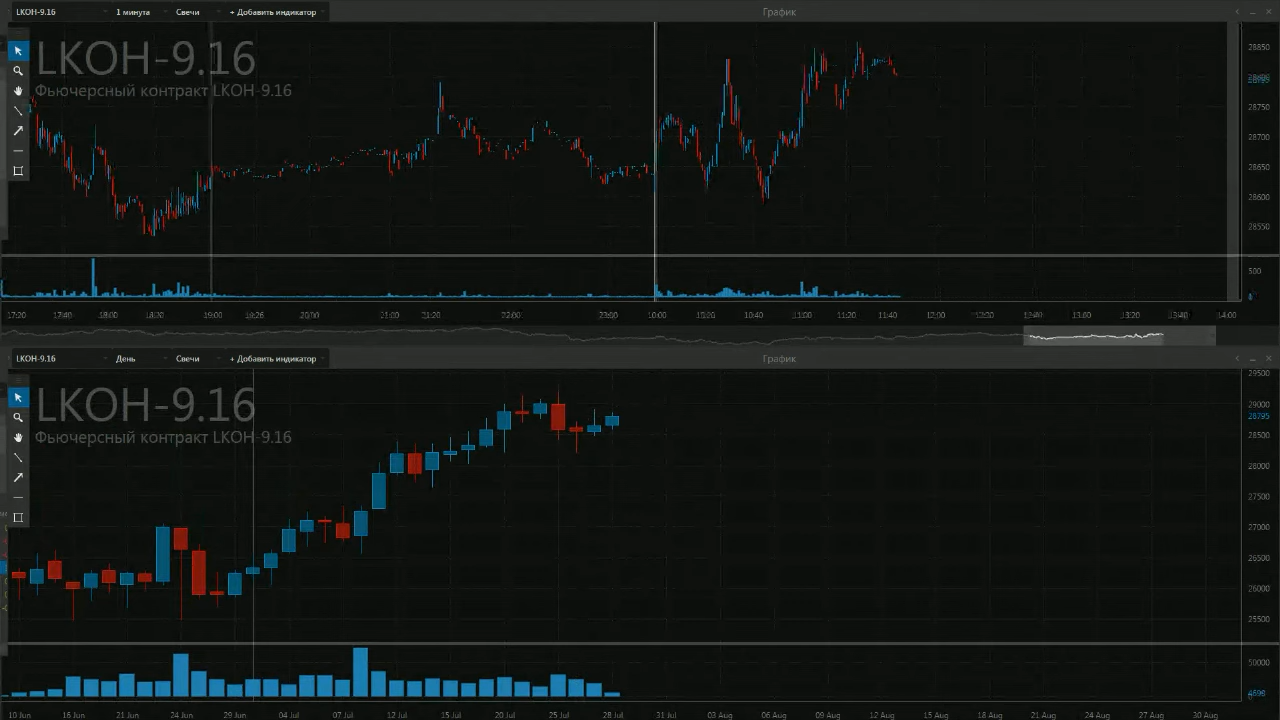 LKOH-9.16 1 минута Свечи + Добавить индикатор График
LKOH-9.16
Фьючерсный контракт LKOH-9.16
28850
28750
28700
28650
28600
28550
500
17:20 17:40 18:00 18:30 19:00 19:26 21:00 21:20 22:00 23:00 10:00 10:20 10:40 11:00 11:20 11:40 12:00 12:20 12:40 13:00 13:20 13:40 14:00
LKOH-9.16 День Свечи + Добавить индикатор График
LKOH-9.16
Фьючерсный контракт LKOH-9.16
29500
29000
28795
28500
28000
27500
27000
26500
26000
25500
50000
4696
10 Jun 16 Jun 21 Jun 24 Jun 29 Jun 04 Jul 07 Jul 12 Jul 15 Jul 20 Jul 25 Jul 28 Jul 31 Jul 03 Aug 06 Aug 09 Aug 12 Aug 15 Aug 18 Aug 21 Aug 24 Aug 27 Aug 30 Aug